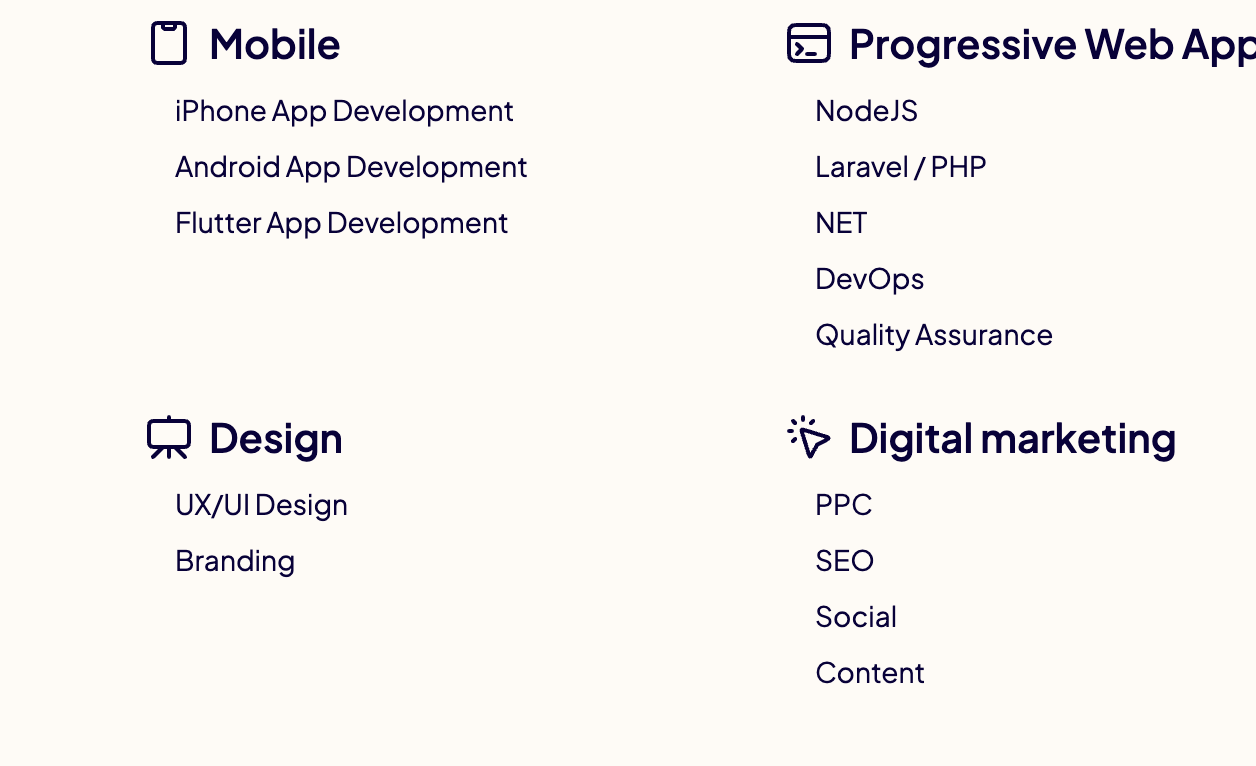 Mobile
iPhone App Development
Android App Development
Flutter App Development
Progressive Web App
NodeJS
Laravel / PHP
NET
DevOps
Quality Assurance
Design
UX/UI Design
Branding
Digital marketing
PPC
SEO
Social
Content